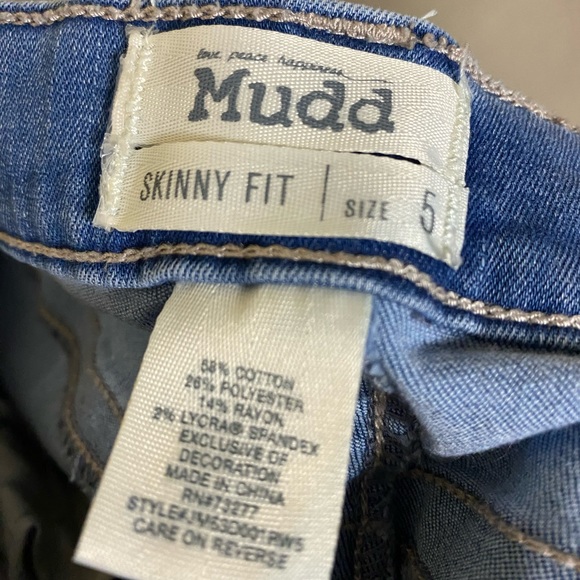 love peace happiness
Mudd
SKINNY FIT | SIZE 5
58% COTTON
26% POLYESTER
14% RAYON
2% LYCRA® SPANDEX
EXCLUSIVE OF
DECORATION
MADE IN CHINA
RN#73277
STYLE#JM53D001RW5
CARE ON REVERSE